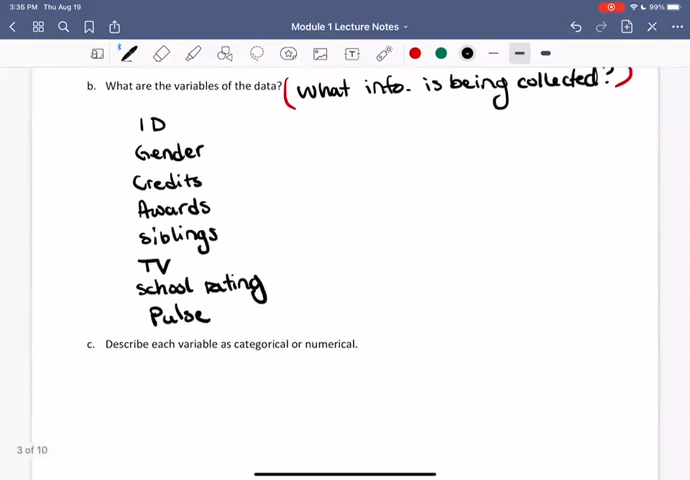 3:36 PM Thu Aug 19
99%
Module 1 Lecture Notes
b. What are the variables of the data? (What info. is being collected?)
ID
Gender
Credits
Awards
Siblings
TV
School rating
Pulse
c. Describe each variable as categorical or numerical.
3 of 10